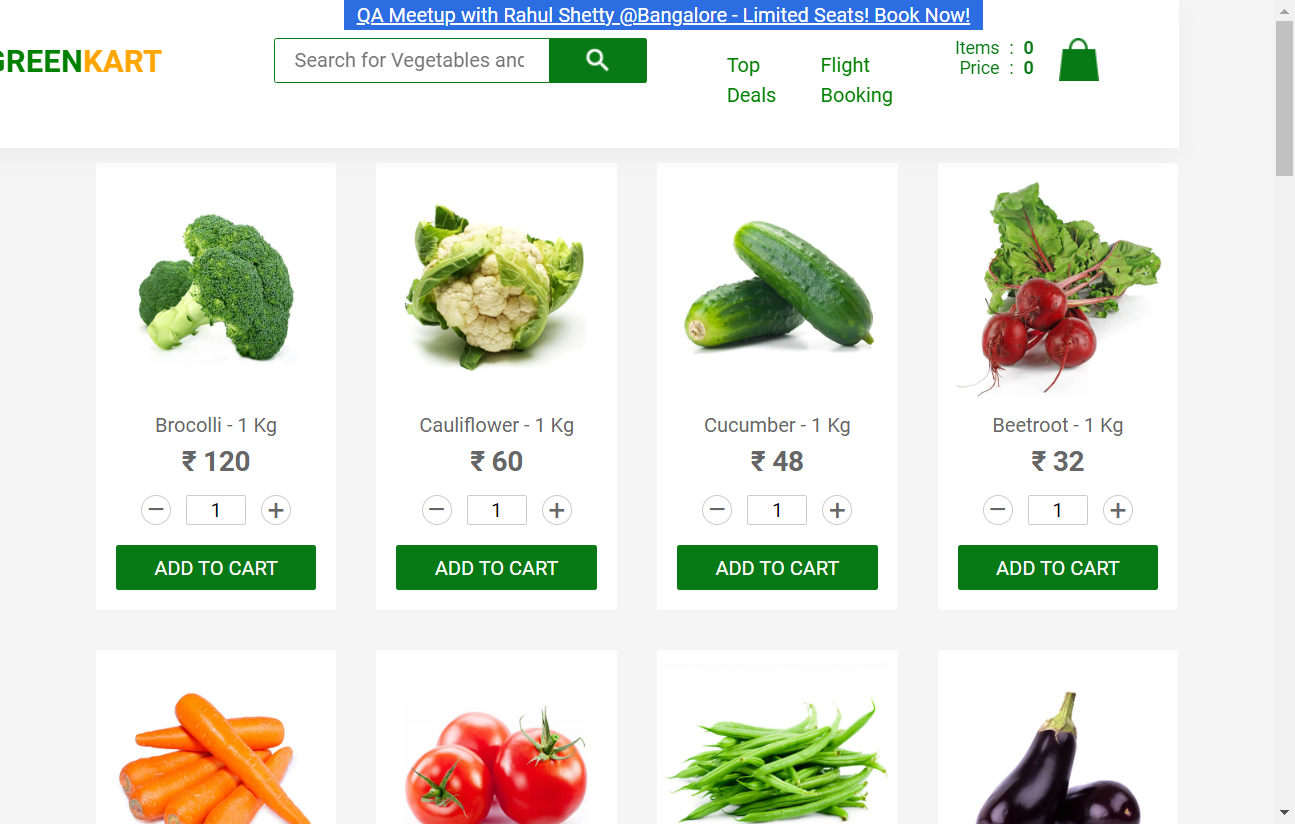 QA Meetup with Rahul Shetty @Bangalore - Limited Seats! Book Now!
GREENKART
Search for Vegetables and
Top Deals
Flight Booking
Items : 0
Price : 0
Brocolli - 1 Kg
₹ 120
1
ADD TO CART
Cauliflower - 1 Kg
₹ 60
1
ADD TO CART
Cucumber - 1 Kg
₹ 48
1
ADD TO CART
Beetroot - 1 Kg
₹ 32
1
ADD TO CART